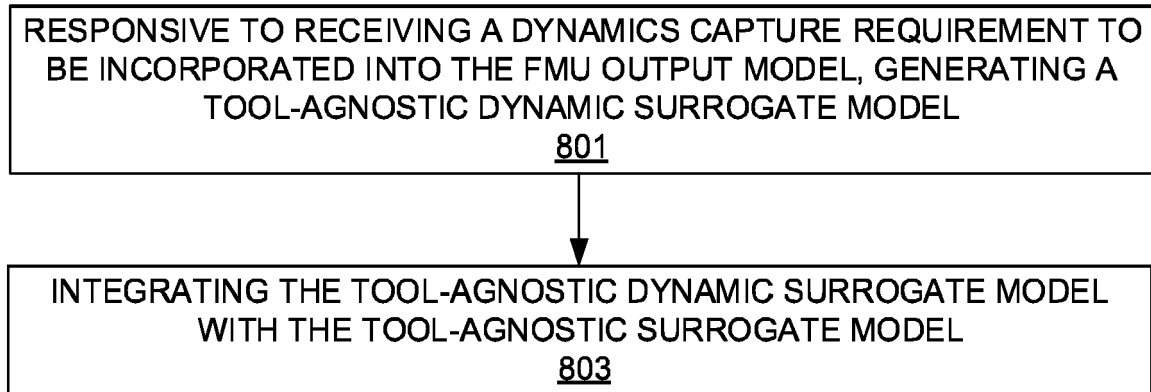 RESPONSIVE TO RECEIVING A DYNAMICS CAPTURE REQUIREMENT TO
BE INCORPORATED INTO THE FMU OUTPUT MODEL, GENERATING A
TOOL-AGNOSTIC DYNAMIC SURROGATE MODEL
801
INTEGRATING THE TOOL-AGNOSTIC DYNAMIC SURROGATE MODEL
WITH THE TOOL-AGNOSTIC SURROGATE MODEL
803